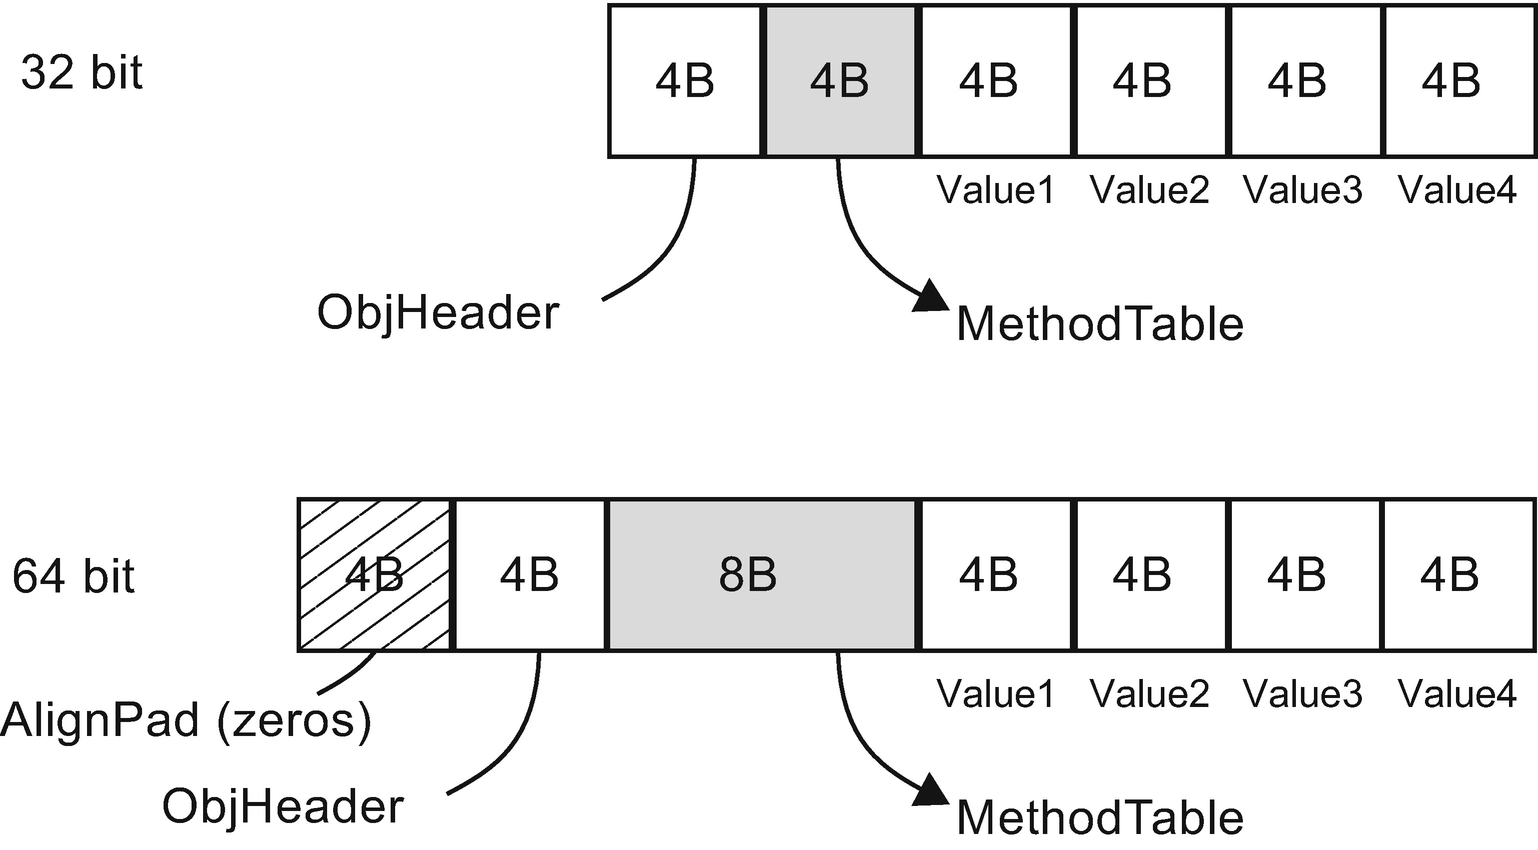 32 bit
4B 4B 4B 4B 4B 4B
Value1 Value2 Value3 Value4
ObjHeader
MethodTable
64 bit
4B 4B 8B 4B 4B 4B 4B
Value1 Value2 Value3 Value4
AlignPad (zeros)
ObjHeader
MethodTable